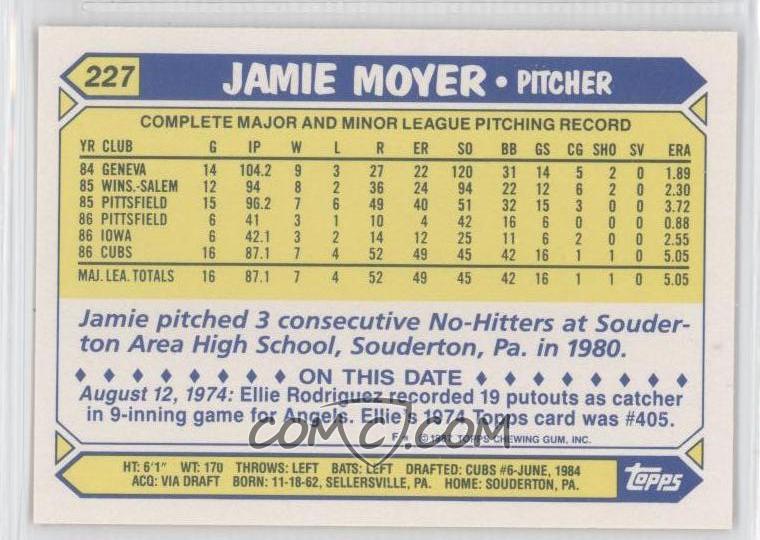 227 JAMIE MOYER • PITCHER
COMPLETE MAJOR AND MINOR LEAGUE PITCHING RECORD
YR CLUB G IP W L R ER SO BB GS CG SHO SV ERA
84 GENEVA 14 104.2 9 3 27 22 120 31 14 5 2 0 1.89
85 WINS.-SALEM 12 94 8 2 36 24 94 22 12 6 2 0 2.30
85 PITTSFIELD 15 96.2 7 6 49 40 51 32 15 3 0 0 3.72
86 PITTSFIELD 6 41 3 1 10 4 42 16 6 0 0 0 0.88
86 IOWA 6 42.1 3 2 14 12 25 11 6 2 0 0 2.55
86 CUBS 16 87.1 7 4 52 49 45 42 16 1 1 0 5.05
MAJ. LEA. TOTALS 16 87.1 7 4 52 49 45 42 16 1 1 0 5.05
Jamie pitched 3 consecutive No-Hitters at Souder-
ton Area High School, Souderton, Pa. in 1980.
ON THIS DATE
August 12, 1974: Ellie Rodriguez recorded 19 putouts as catcher
in 9-inning game for Angels. Ellie's 1974 Topps card was #405.
COMC.COM
© 1987 TOPPS CHEWING GUM, INC.
HT: 6'1" WT: 170 THROWS: LEFT BATS: LEFT DRAFTED: CUBS #6-JUNE, 1984
ACQ: VIA DRAFT BORN: 11-18-62, SELLERSVILLE, PA. HOME: SOUDERTON, PA.
TOPPS